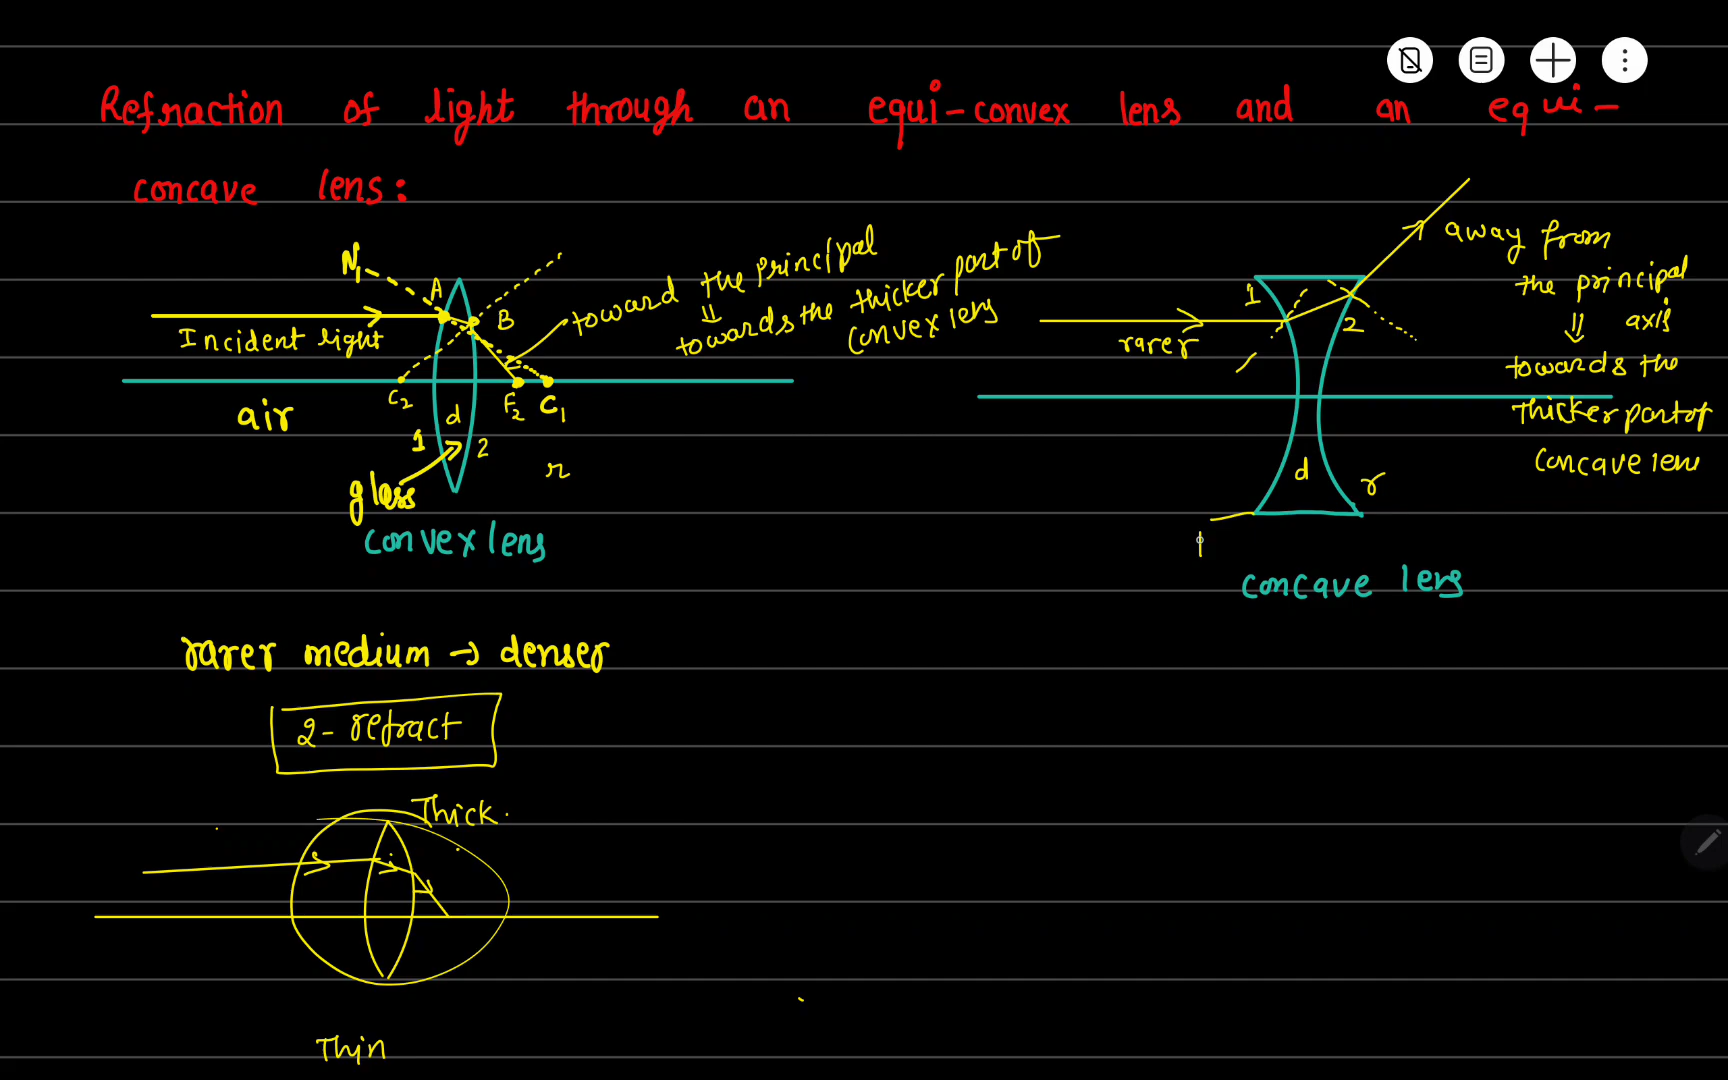 Refraction of light through an equi-convex lens and an equi-
concave lens:
N1
A
B
Incident light
toward the principal
⇓
towards the thicker part of
convex lens
C2
F2
C1
air
d
1
2
r
glass
convex lens
1
2
rarer
away from
the principal
axis
⇓
towards the
thicker part of
concave lens
d
r
concave lens
rarer medium → denser
2- refract
Thick
Thin